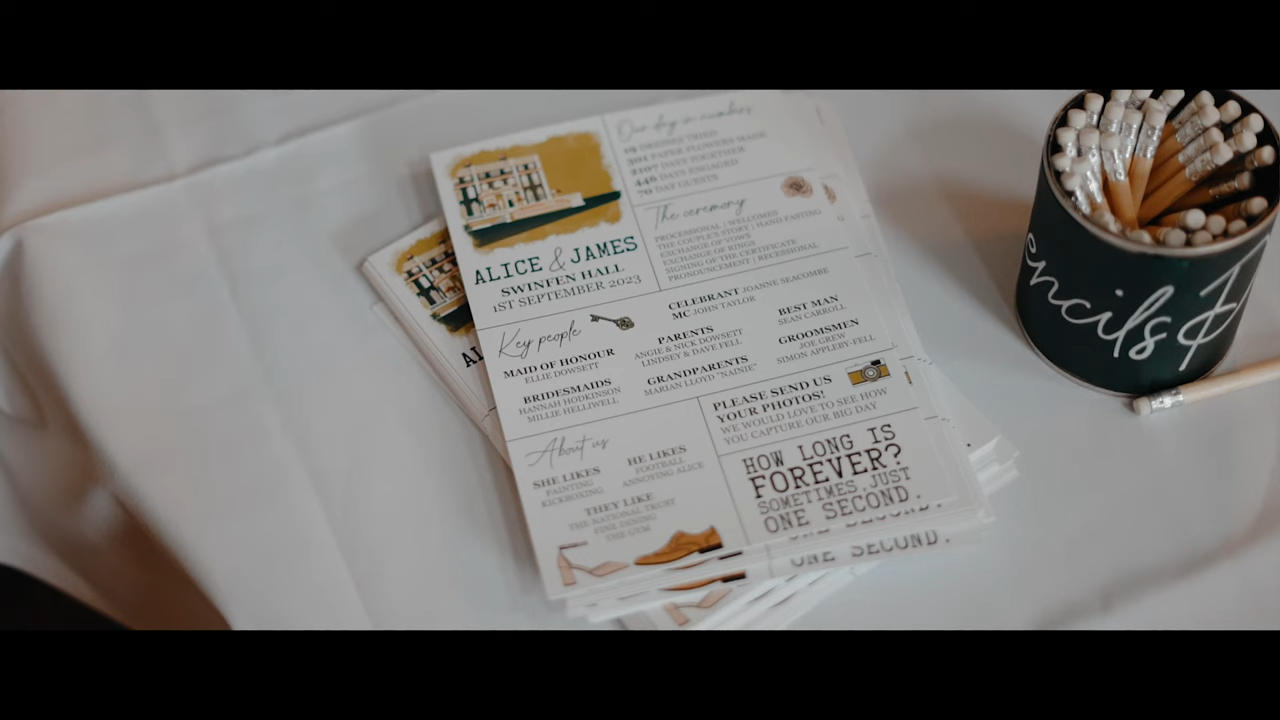 ALICE & JAMES
SWINFEN HALL
1ST SEPTEMBER 2023
Our day in numbers
19 DRESSES TRIED
301 PAPER FLOWERS MADE
2107 DAYS TOGETHER
446 DAYS ENGAGED
70 DAY GUESTS
The ceremony
PROCESSIONAL | WELCOMES
THE COUPLE'S STORY | HAND FASTING
EXCHANGE OF VOWS
EXCHANGE OF RINGS
SIGNING OF THE CERTIFICATE
PRONOUNCEMENT | RECESSIONAL
Key people
CELEBRANT JOANNE SEACOMBE
MC JOHN TAYLOR
MAID OF HONOUR
ELLIE DOWSETT
PARENTS
ANGIE & NICK DOWSETT
LINDSEY & DAVE FELL
BEST MAN
SEAN CARROLL
BRIDESMAIDS
HANNAH HODKINSON
MILLIE HELLIWELL
GRANDPARENTS
MARIAN LLOYD "NAINIE"
GROOMSMEN
JOE GREW
SIMON APPLEBY-FELL
About us
SHE LIKES
PAINTING
KICKBOXING
HE LIKES
FOOTBALL
ANNOYING ALICE
THEY LIKE
THE NATIONAL TRUST
FINE DINING
THE GYM
PLEASE SEND US
YOUR PHOTOS!
WE WOULD LOVE TO SEE HOW
YOU CAPTURE OUR BIG DAY
HOW LONG IS
FOREVER?
SOMETIMES, JUST
ONE SECOND.
ONE SECOND.
ONE SECOND.
AL
encils &